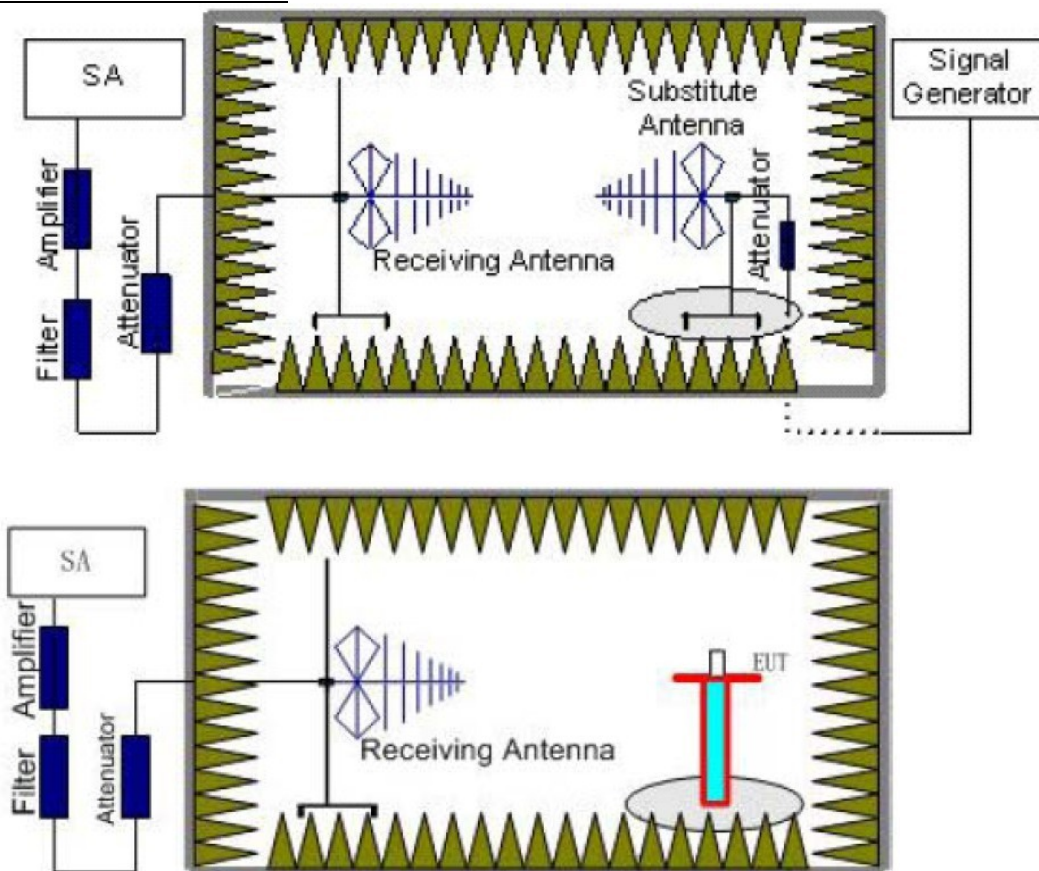 SA
Signal
Generator
Substitute
Antenna
Amplifier
Attenuator
Filter
Receiving Antenna
Attenuator
SA
Amplifier
Attenuator
Filter
Receiving Antenna
EUT